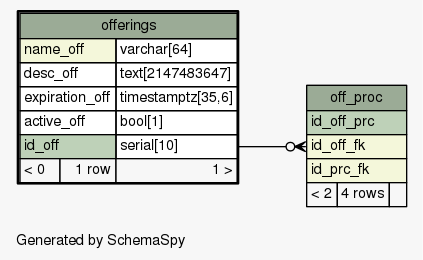 offerings
name_off varchar[64]
desc_off text[2147483647]
expiration_off timestamptz[35,6]
active_off bool[1]
id_off serial[10]
< 0 1 row 1 >
off_proc
id_off_prc
id_off_fk
id_prc_fk
< 2 4 rows
Generated by SchemaSpy